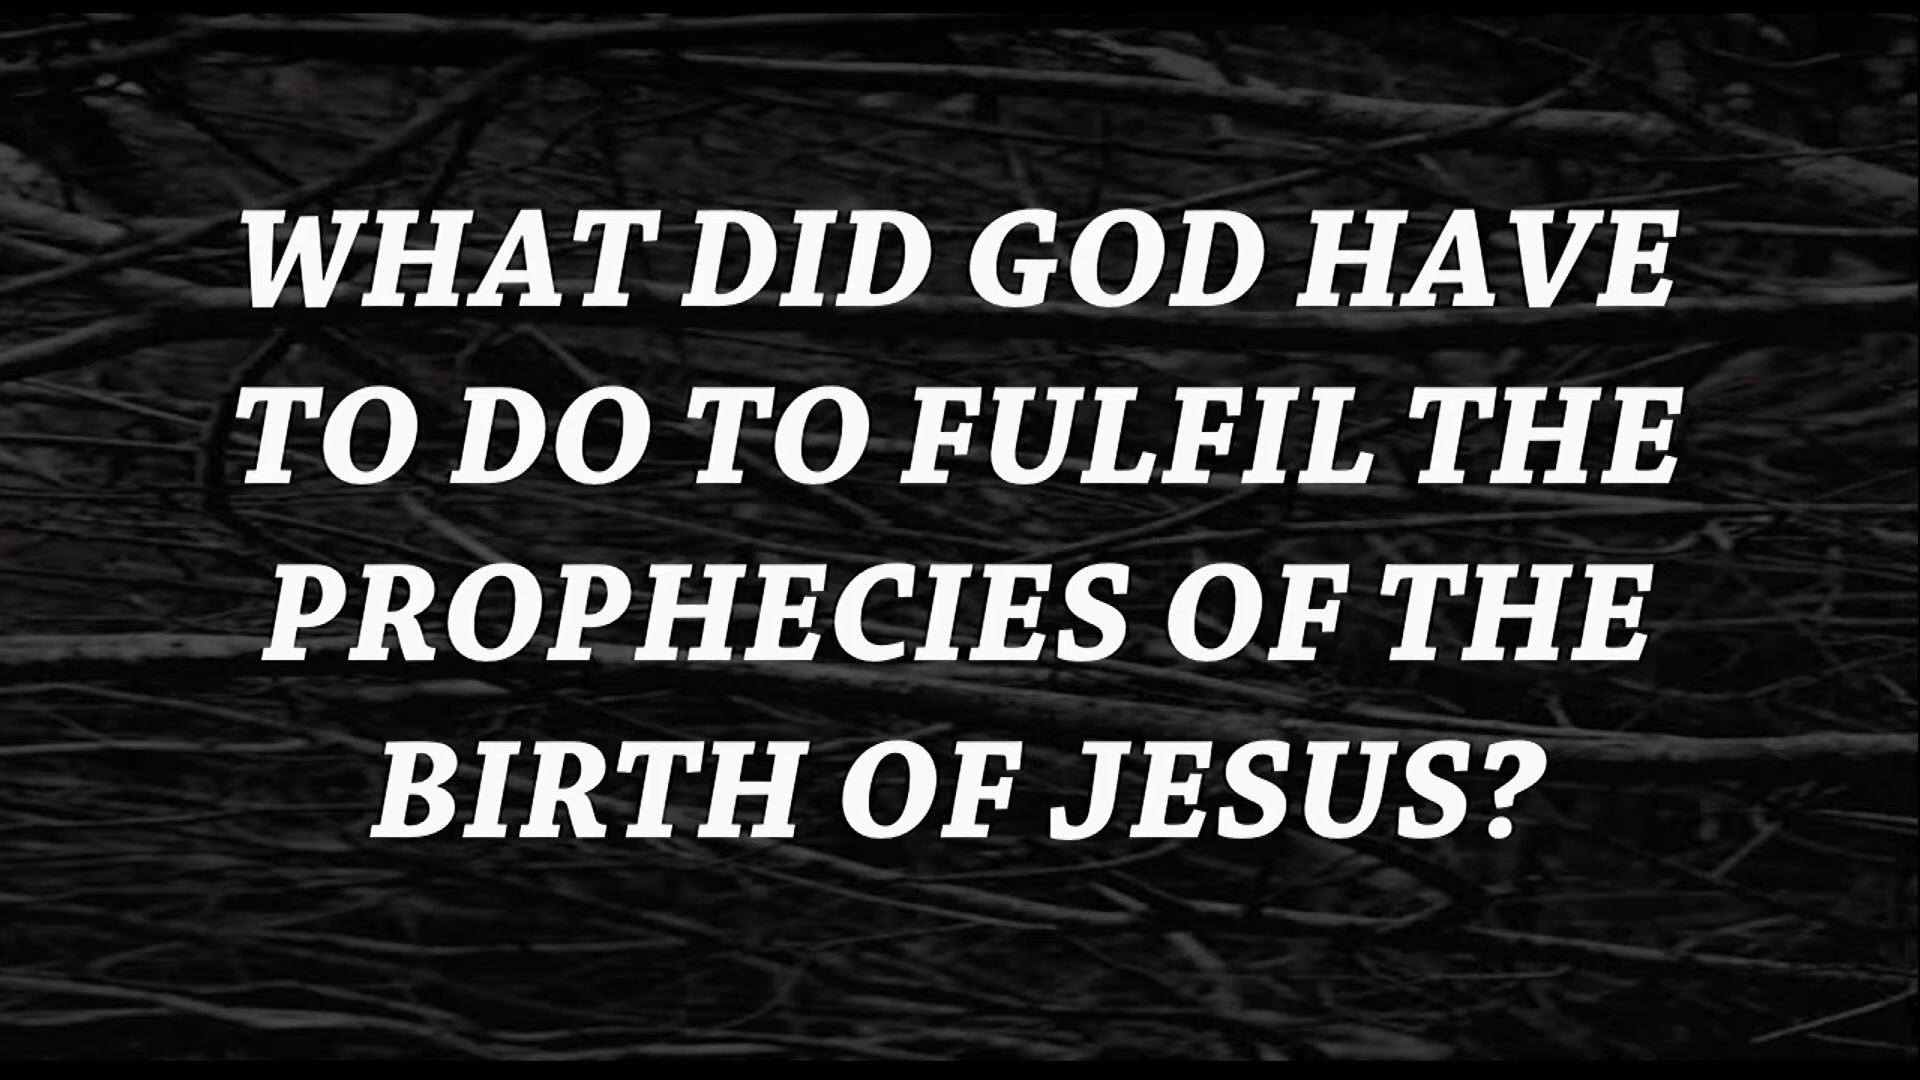 WHAT DID GOD HAVE
TO DO TO FULFIL THE
PROPHECIES OF THE
BIRTH OF JESUS?